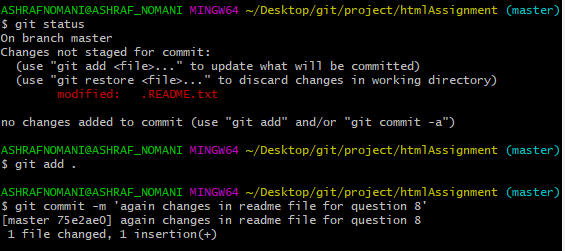 ASHRAFNOMANI@ASHRAF_NOMANI MINGW64 ~/Desktop/git/project/htmlAssignment (master)
$ git status
On branch master
Changes not staged for commit:
  (use "git add <file>..." to update what will be committed)
  (use "git restore <file>..." to discard changes in working directory)
        modified:   .README.txt

no changes added to commit (use "git add" and/or "git commit -a")

ASHRAFNOMANI@ASHRAF_NOMANI MINGW64 ~/Desktop/git/project/htmlAssignment (master)
$ git add .

ASHRAFNOMANI@ASHRAF_NOMANI MINGW64 ~/Desktop/git/project/htmlAssignment (master)
$ git commit -m 'again changes in readme file for question 8'
[master 75e2ae0] again changes in readme file for question 8
 1 file changed, 1 insertion(+)